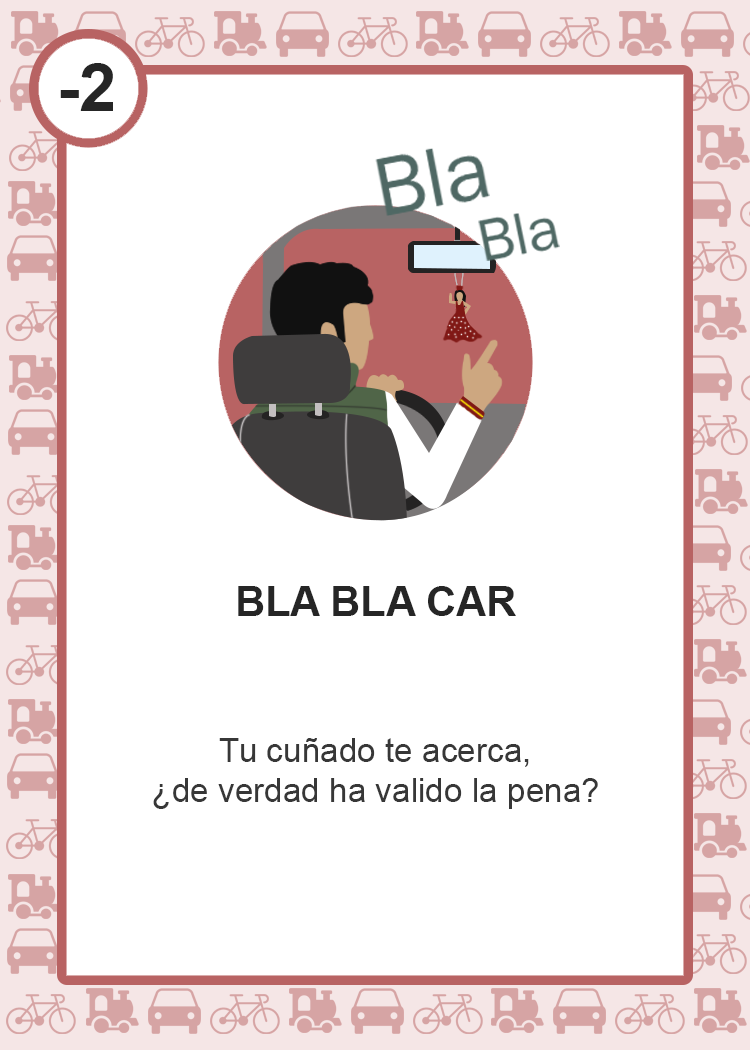 -2
Bla
Bla
BLA BLA CAR
Tu cuñado te acerca,
¿de verdad ha valido la pena?